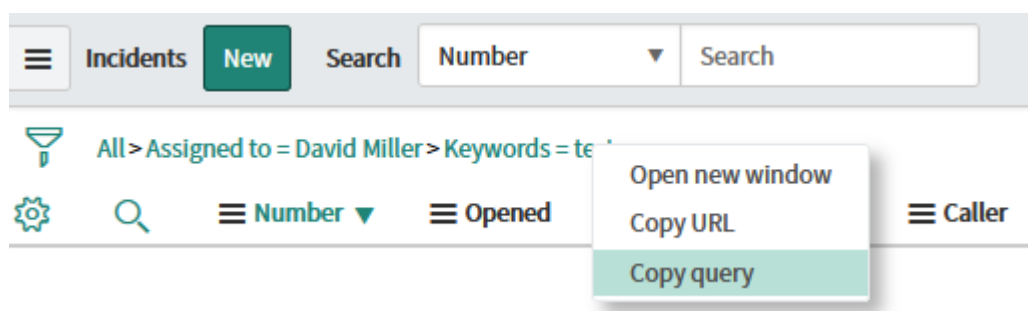 Incidents New Search Number Search
All > Assigned to = David Miller > Keywords =
Open new window
Number Opened Copy URL Caller
Copy query